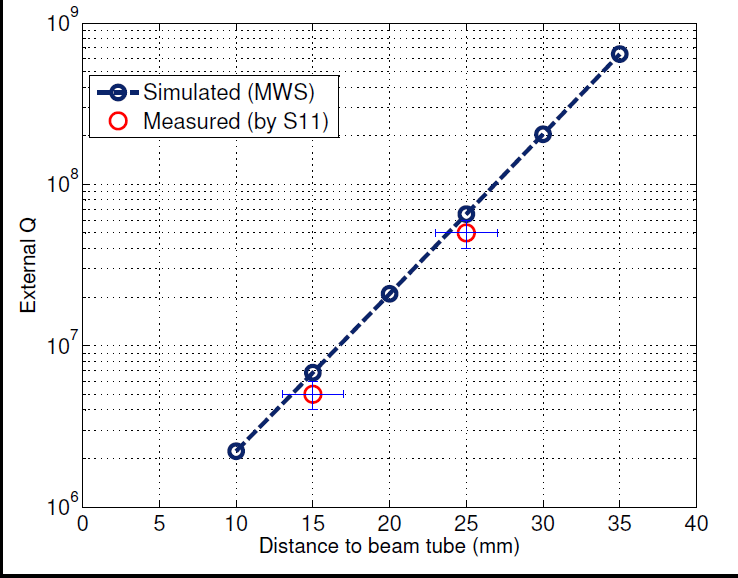 10^9
Simulated (MWS)
Measured (by S11)
10^8
External Q
10^7
10^6
0 5 10 15 20 25 30 35 40
Distance to beam tube (mm)